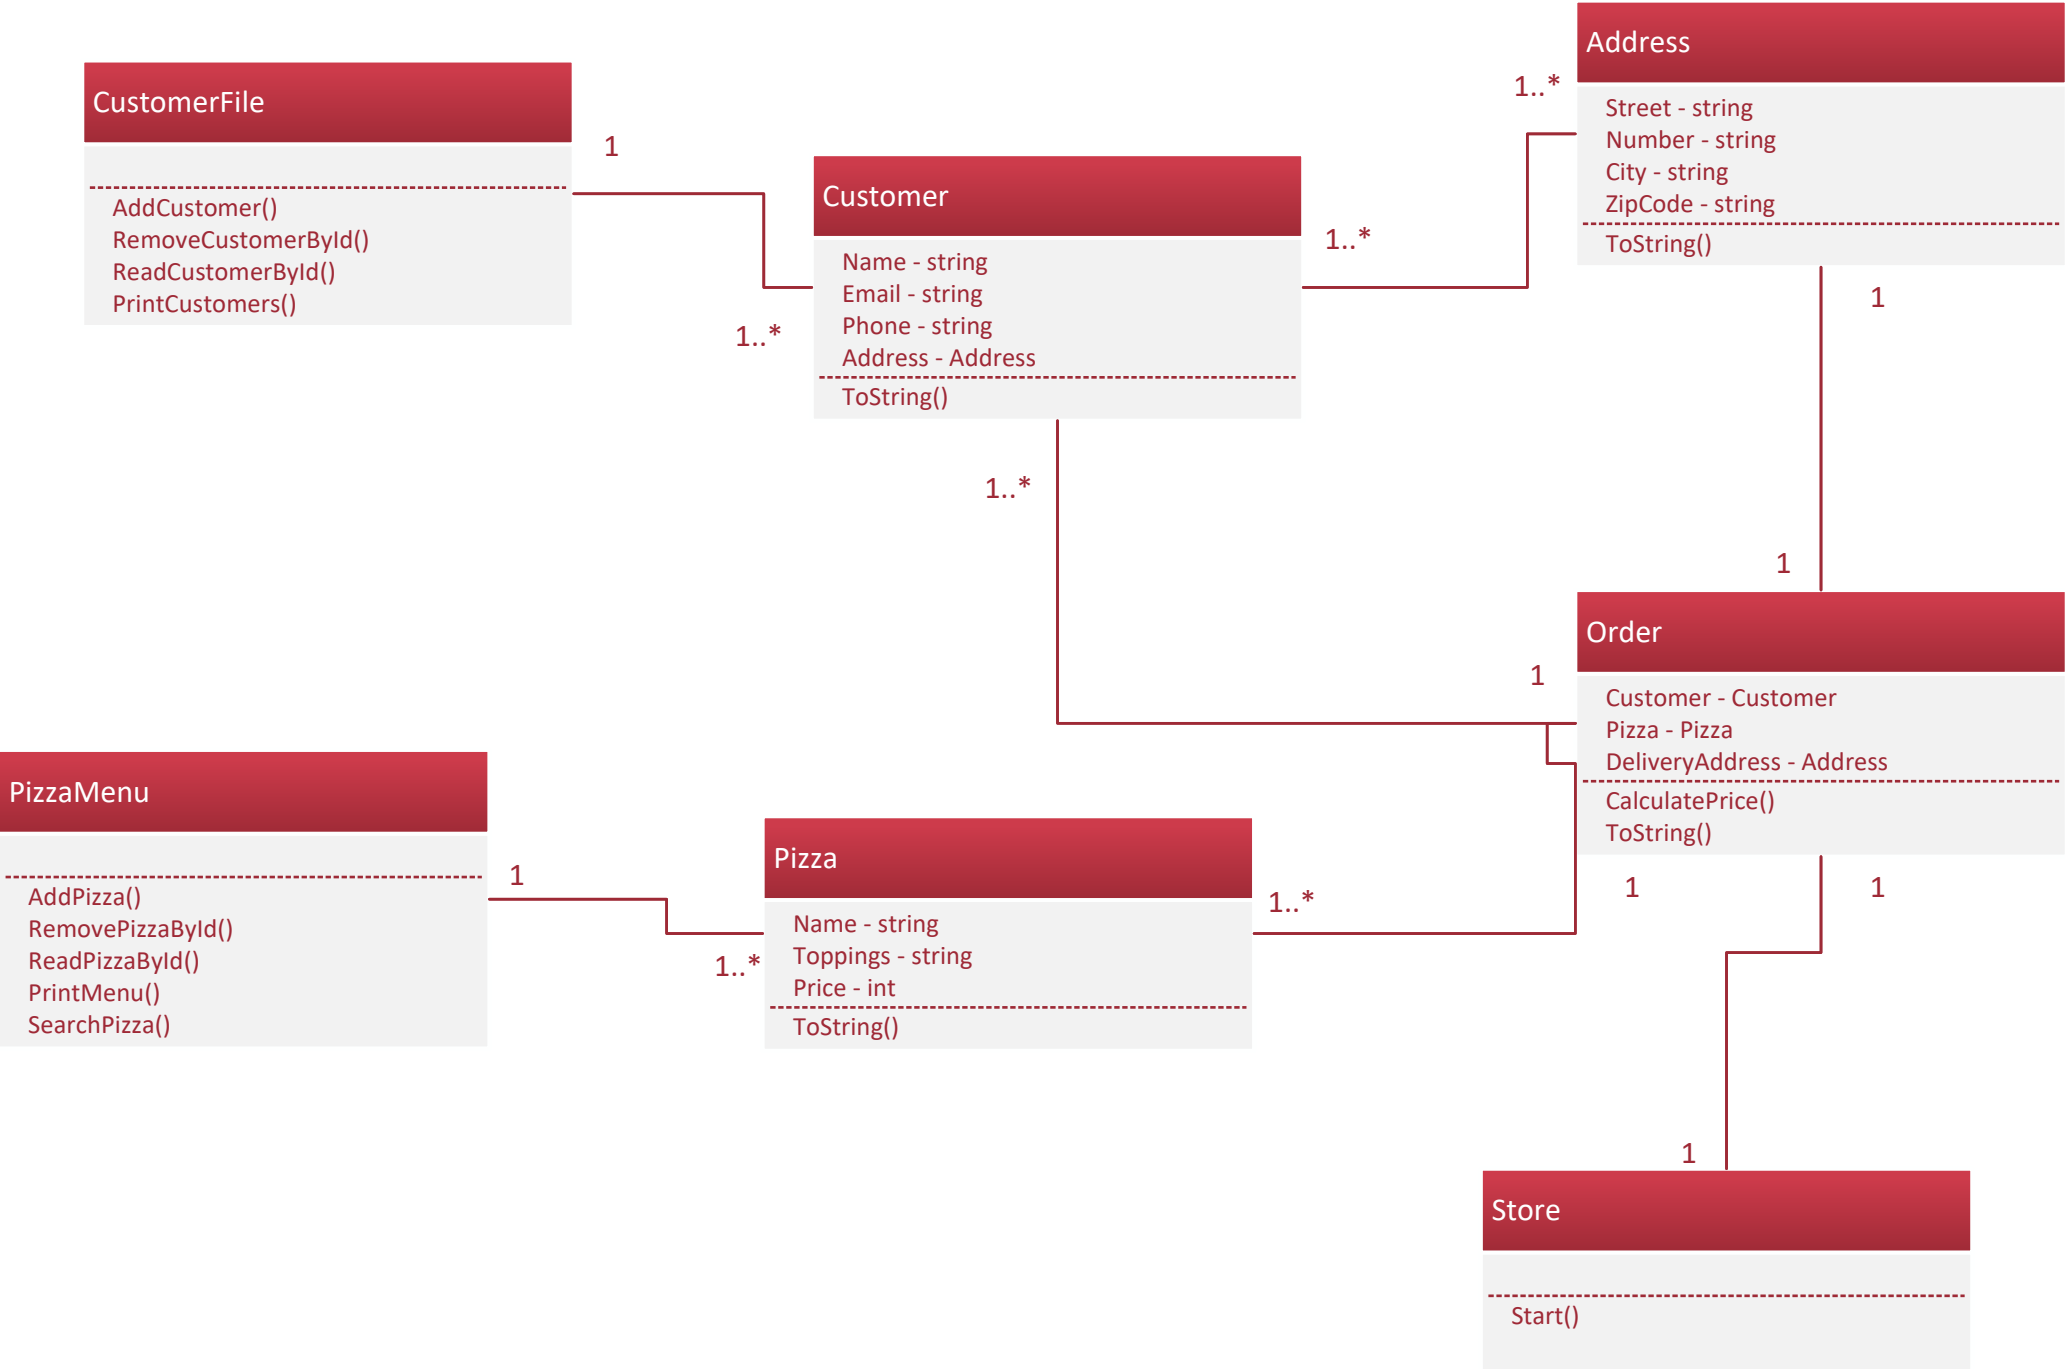 CustomerFile
AddCustomer()
RemoveCustomerById()
ReadCustomerById()
PrintCustomers()
1
1..*
Customer
Name - string
Email - string
Phone - string
Address - Address
ToString()
1..*
1..*
Address
Street - string
Number - string
City - string
ZipCode - string
ToString()
1
1
1..*
1
Order
Customer - Customer
Pizza - Pizza
DeliveryAddress - Address
CalculatePrice()
ToString()
1
1
PizzaMenu
AddPizza()
RemovePizzaById()
ReadPizzaById()
PrintMenu()
SearchPizza()
1
1..*
Pizza
Name - string
Toppings - string
Price - int
ToString()
1..*
1
Store
Start()